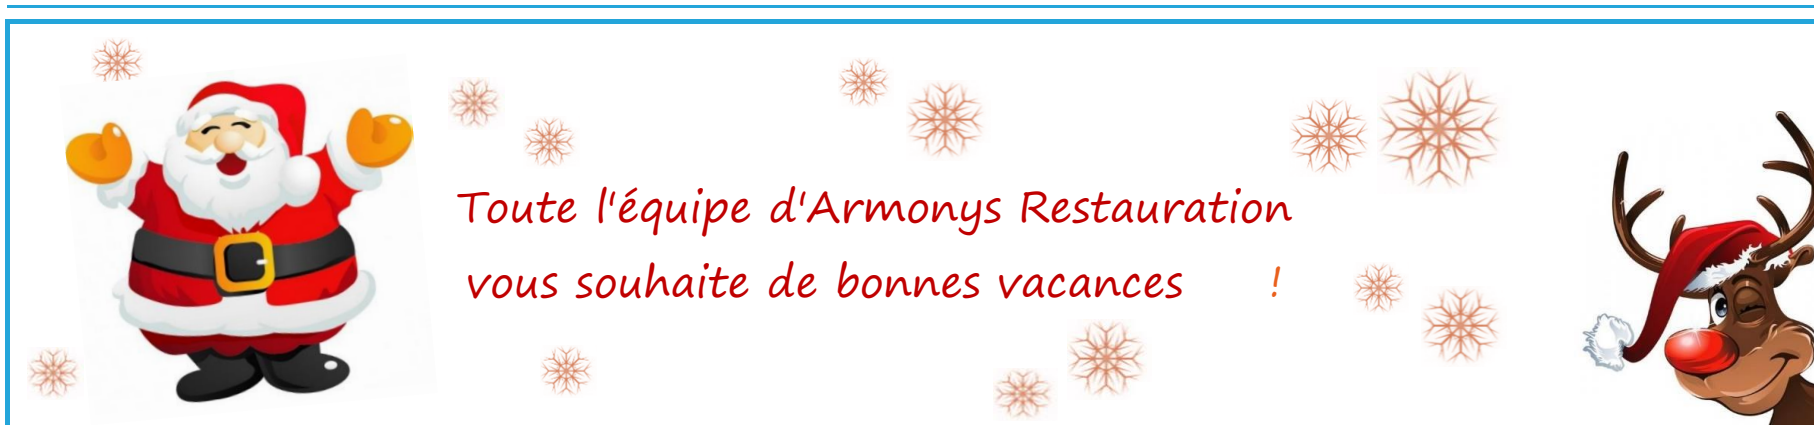 Toute l'équipe d'Armonys Restauration
vous souhaite de bonnes vacances !